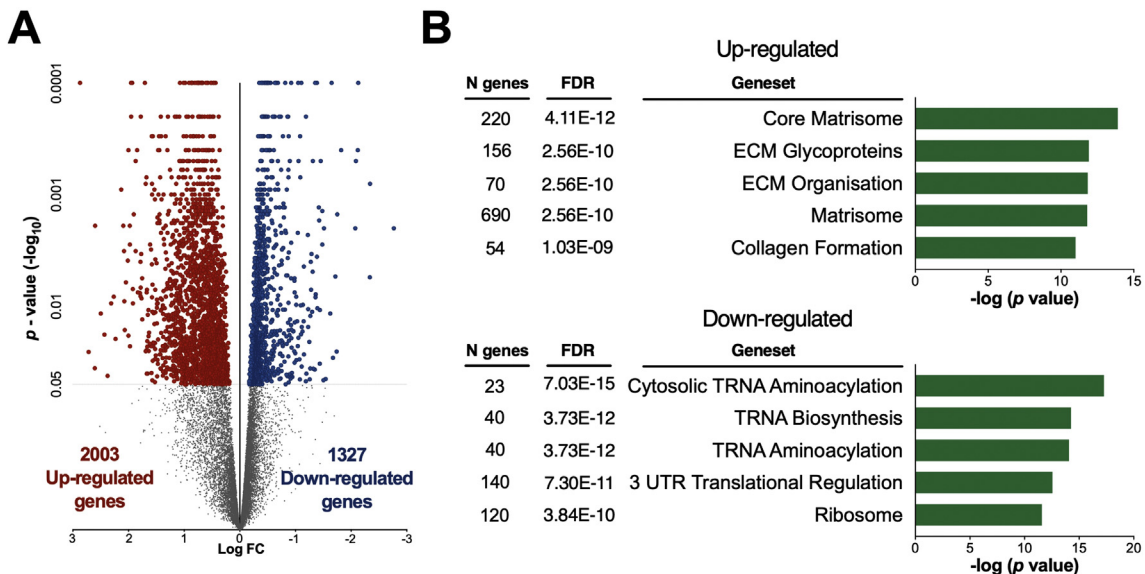 A
p - value (-log10)
0.00001
0.0001
0.01
0.05
2003
Up-regulated
genes
1327
Down-regulated
genes
3 2 1 0 -1 -2 -3
Log FC
B
Up-regulated
N genes FDR Geneset
220 4.11E-12 Core Matrisome
156 2.56E-10 ECM Glycoproteins
70 2.56E-10 ECM Organisation
690 2.56E-10 Matrisome
54 1.03E-09 Collagen Formation
0 5 10 15
-log (p value)
Down-regulated
N genes FDR Geneset
23 7.03E-15 Cytosolic TRNA Aminoacylation
40 3.73E-12 TRNA Biosynthesis
40 3.73E-12 TRNA Aminoacylation
140 7.30E-11 3 UTR Translational Regulation
120 3.84E-10 Ribosome
0 5 10 15 20
-log (p value)